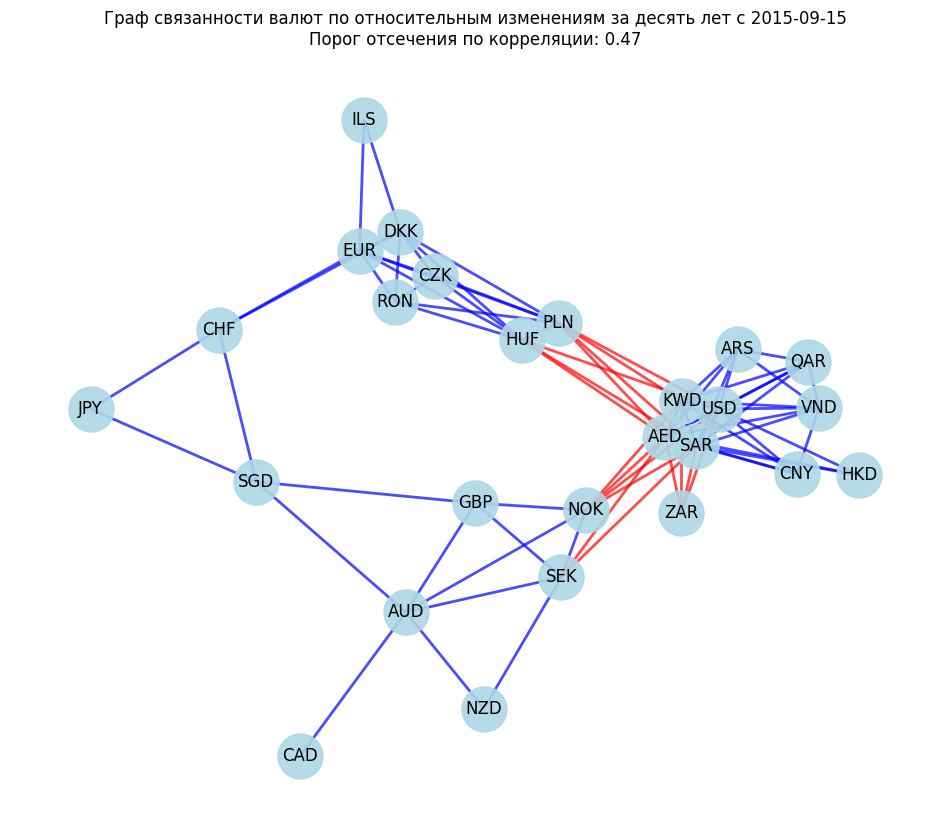 Граф связанности валют по относительным изменениям за десять лет с 2015-09-15
Порог отсечения по корреляции: 0.47
ILS
DKK
EUR
CZK
RON
PLN
CHF
HUF
ARS
QAR
KWD
USD
VND
JPY
AED
SAR
CNY
HKD
SGD
GBP
NOK
ZAR
SEK
AUD
NZD
CAD